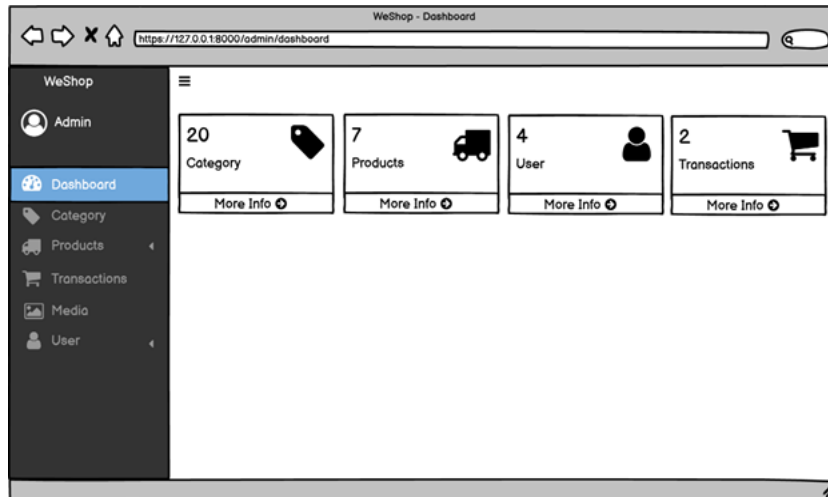 WeShop - Dashboard
https://127.0.0.1:8000/admin/dashboard
WeShop
Admin
Dashboard
Category
Products
Transactions
Media
User
20
Category
More Info
7
Products
More Info
4
User
More Info
2
Transactions
More Info